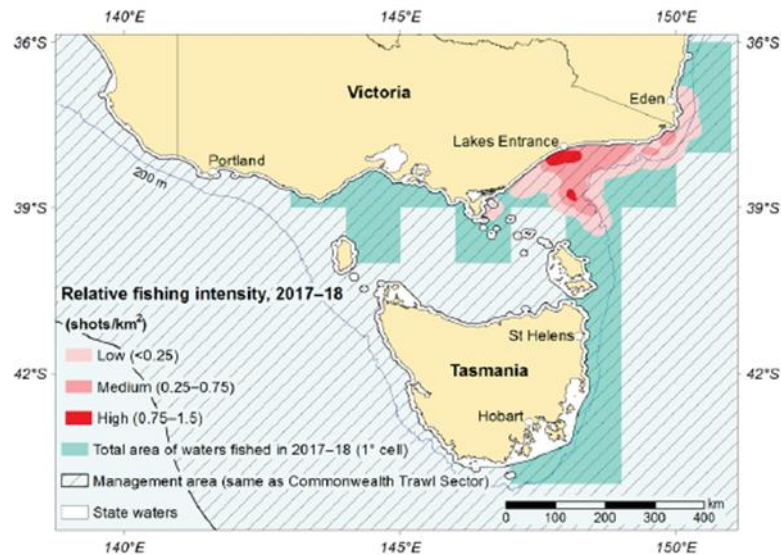 140°E 145°E 150°E
36°S 36°S
Victoria
Eden
Lakes Entrance
Portland
200 m
39°S 39°S
Relative fishing intensity, 2017–18
(shots/km²)
Low (<0.25)
St Helens
Medium (0.25–0.75)
42°S
Tasmania
High (0.75–1.5)
Hobart
Total area of waters fished in 2017–18 (1° cell)
Management area (same as Commonwealth Trawl Sector)
km
State waters
0 100 200 300 400
140°E 145°E 150°E